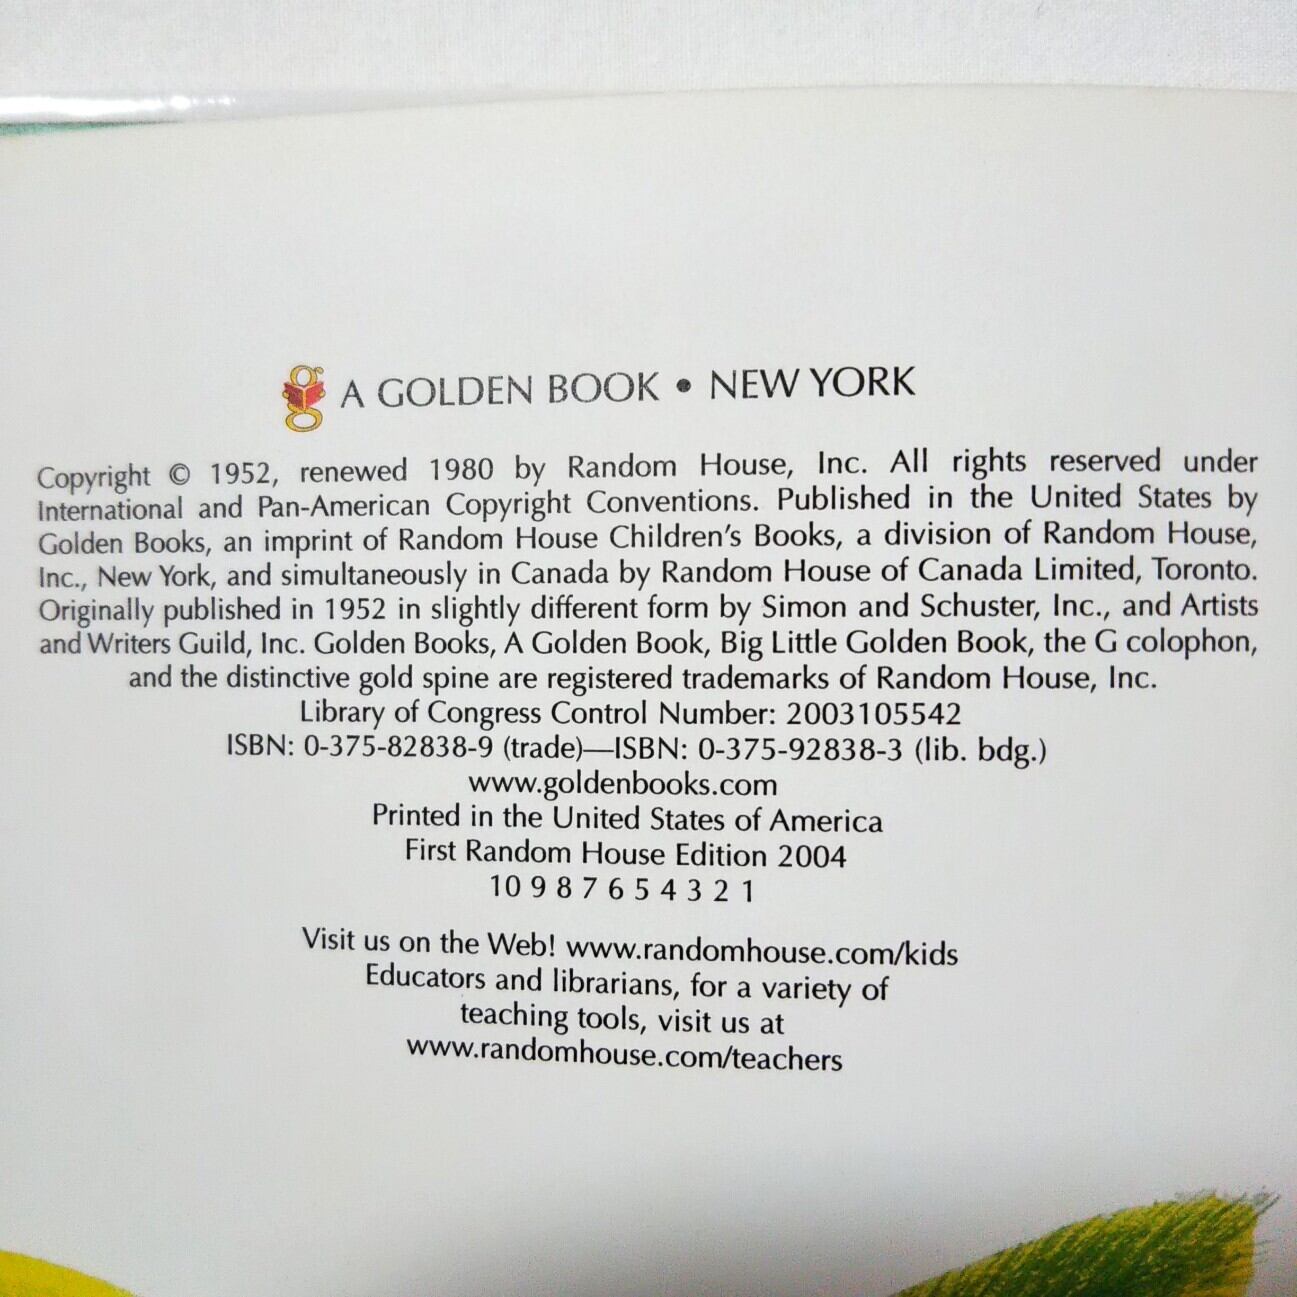 A GOLDEN BOOK • NEW YORK
Copyright © 1952, renewed 1980 by Random House, Inc. All rights reserved under
International and Pan-American Copyright Conventions. Published in the United States by
Golden Books, an imprint of Random House Children's Books, a division of Random House,
Inc., New York, and simultaneously in Canada by Random House of Canada Limited, Toronto.
Originally published in 1952 in slightly different form by Simon and Schuster, Inc., and Artists
and Writers Guild, Inc. Golden Books, A Golden Book, Big Little Golden Book, the G colophon,
and the distinctive gold spine are registered trademarks of Random House, Inc.
Library of Congress Control Number: 2003105542
ISBN: 0-375-82838-9 (trade)—ISBN: 0-375-92838-3 (lib. bdg.)
www.goldenbooks.com
Printed in the United States of America
First Random House Edition 2004
10 9 8 7 6 5 4 3 2 1
Visit us on the Web! www.randomhouse.com/kids
Educators and librarians, for a variety of
teaching tools, visit us at
www.randomhouse.com/teachers